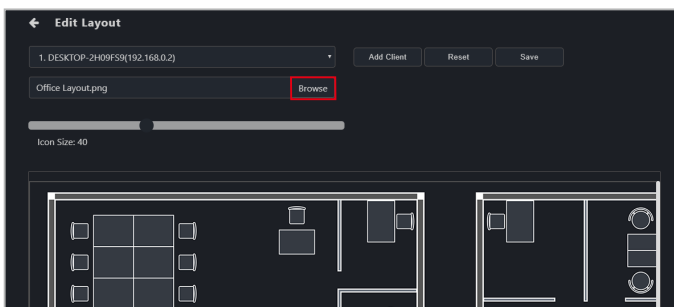 Edit Layout
1. DESKTOP-2H09FS9(192.168.0.2)
Add Client
Reset
Save
Office Layout.png
Browse
Icon Size: 40